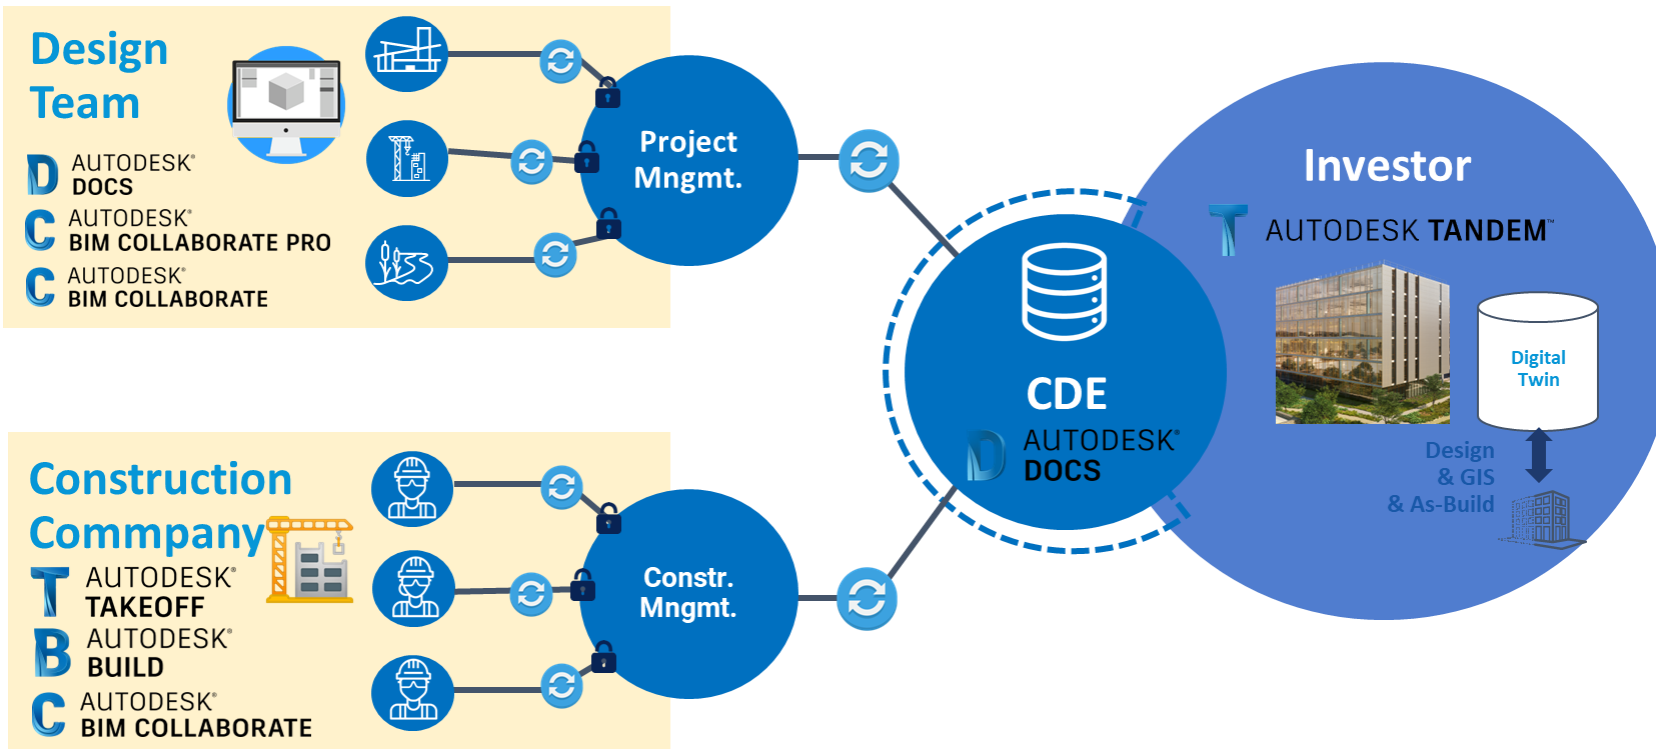 Design
Team
AUTODESK®
DOCS
AUTODESK®
BIM COLLABORATE PRO
AUTODESK®
BIM COLLABORATE
Project
Mngmt.
Construction
Commpany
AUTODESK®
TAKEOFF
AUTODESK®
BUILD
AUTODESK®
BIM COLLABORATE
Constr.
Mngmt.
CDE
AUTODESK®
DOCS
Investor
AUTODESK TANDEM™
Digital
Twin
Design
& GIS
& As-Build